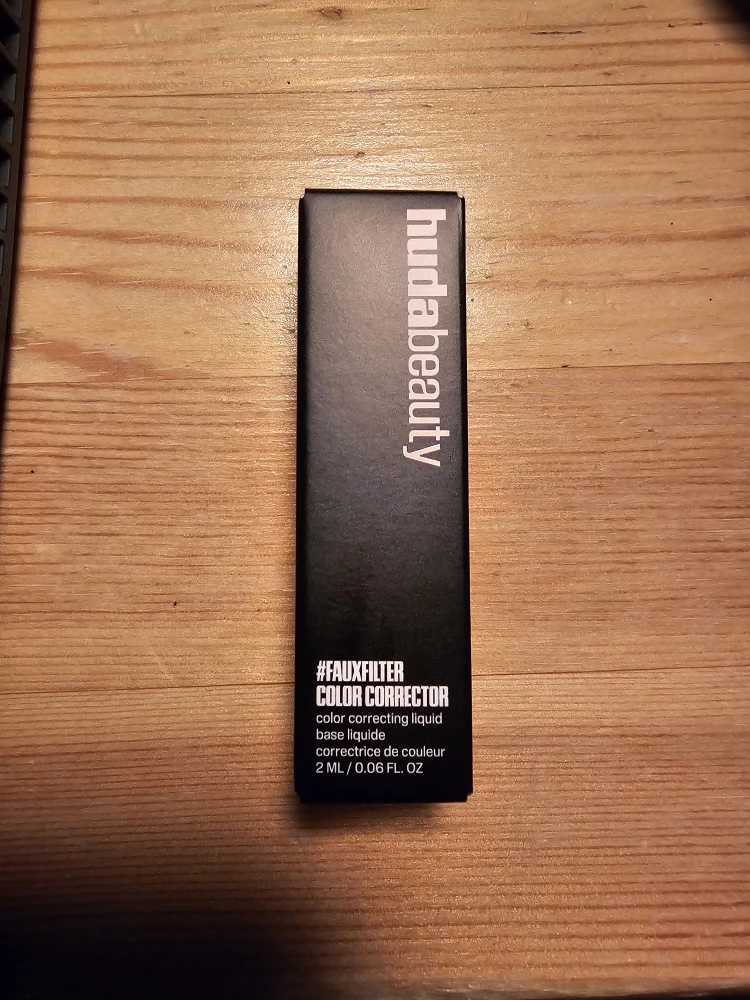 hudabeauty
#FAUXFILTER
COLOR CORRECTOR
color correcting liquid
base liquide
correctrice de couleur
2 ML / 0.06 FL. OZ